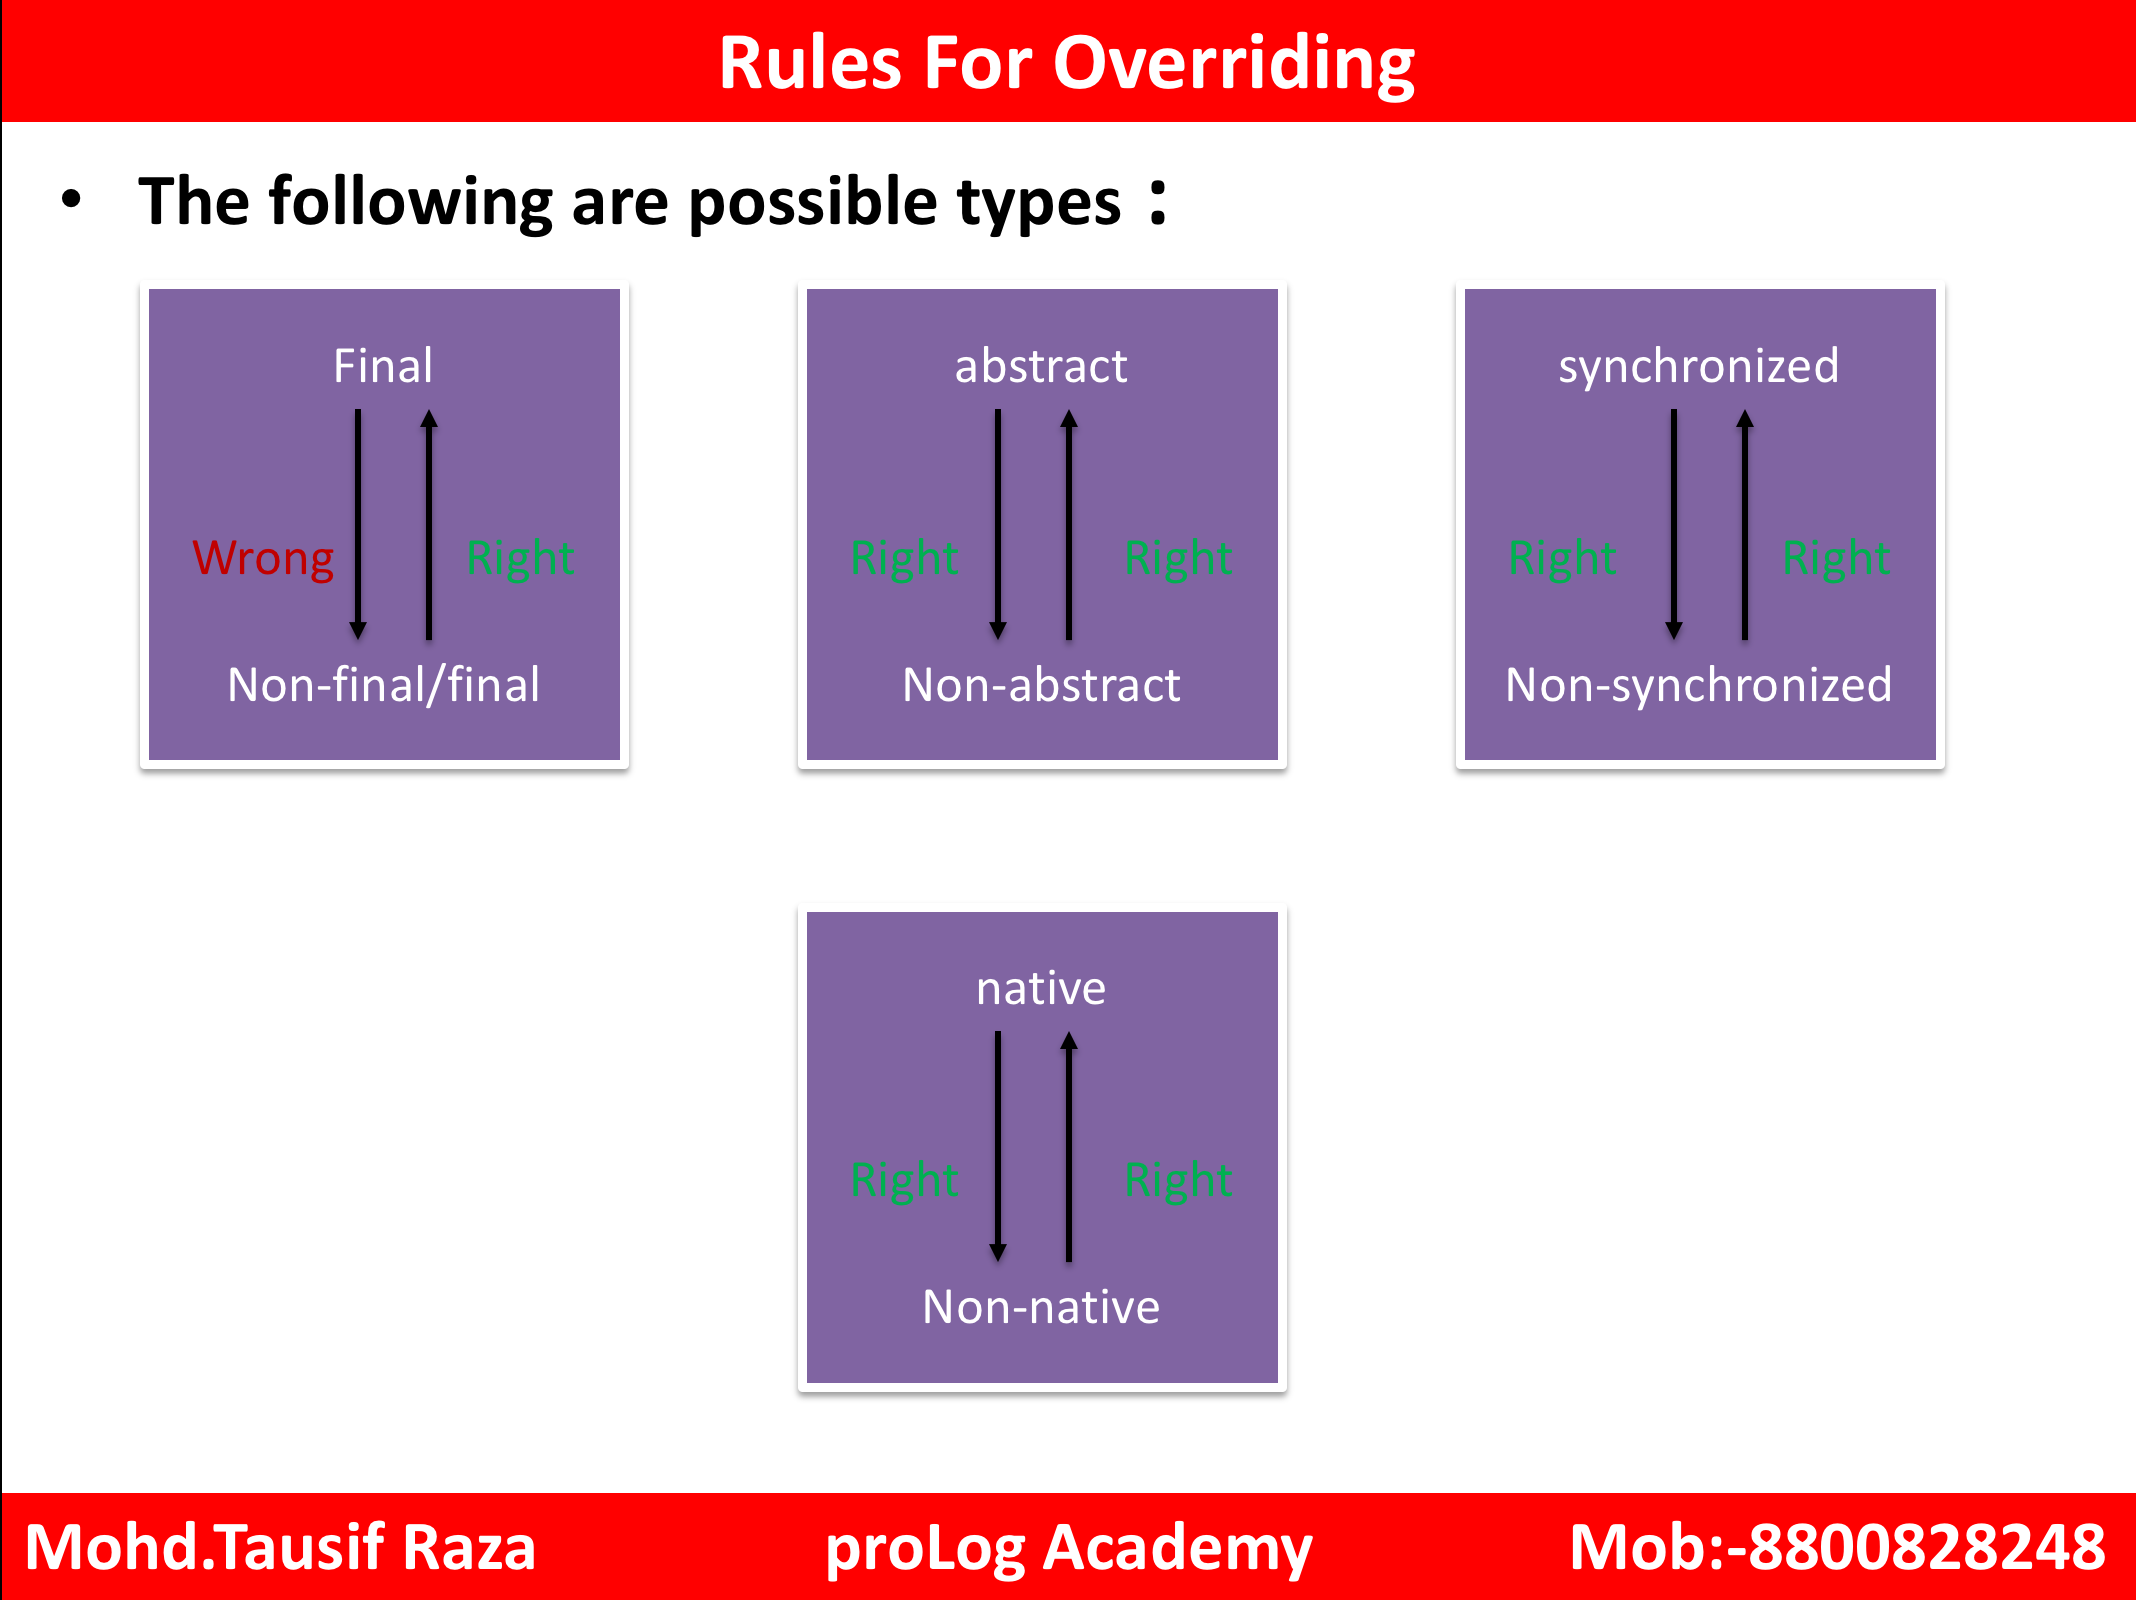 Rules For Overriding
• The following are possible types :
Final
Wrong Right
Non-final/final
abstract
Right Right
Non-abstract
synchronized
Right Right
Non-synchronized
native
Right Right
Non-native
Mohd.Tausif Raza proLog Academy Mob:-8800828248